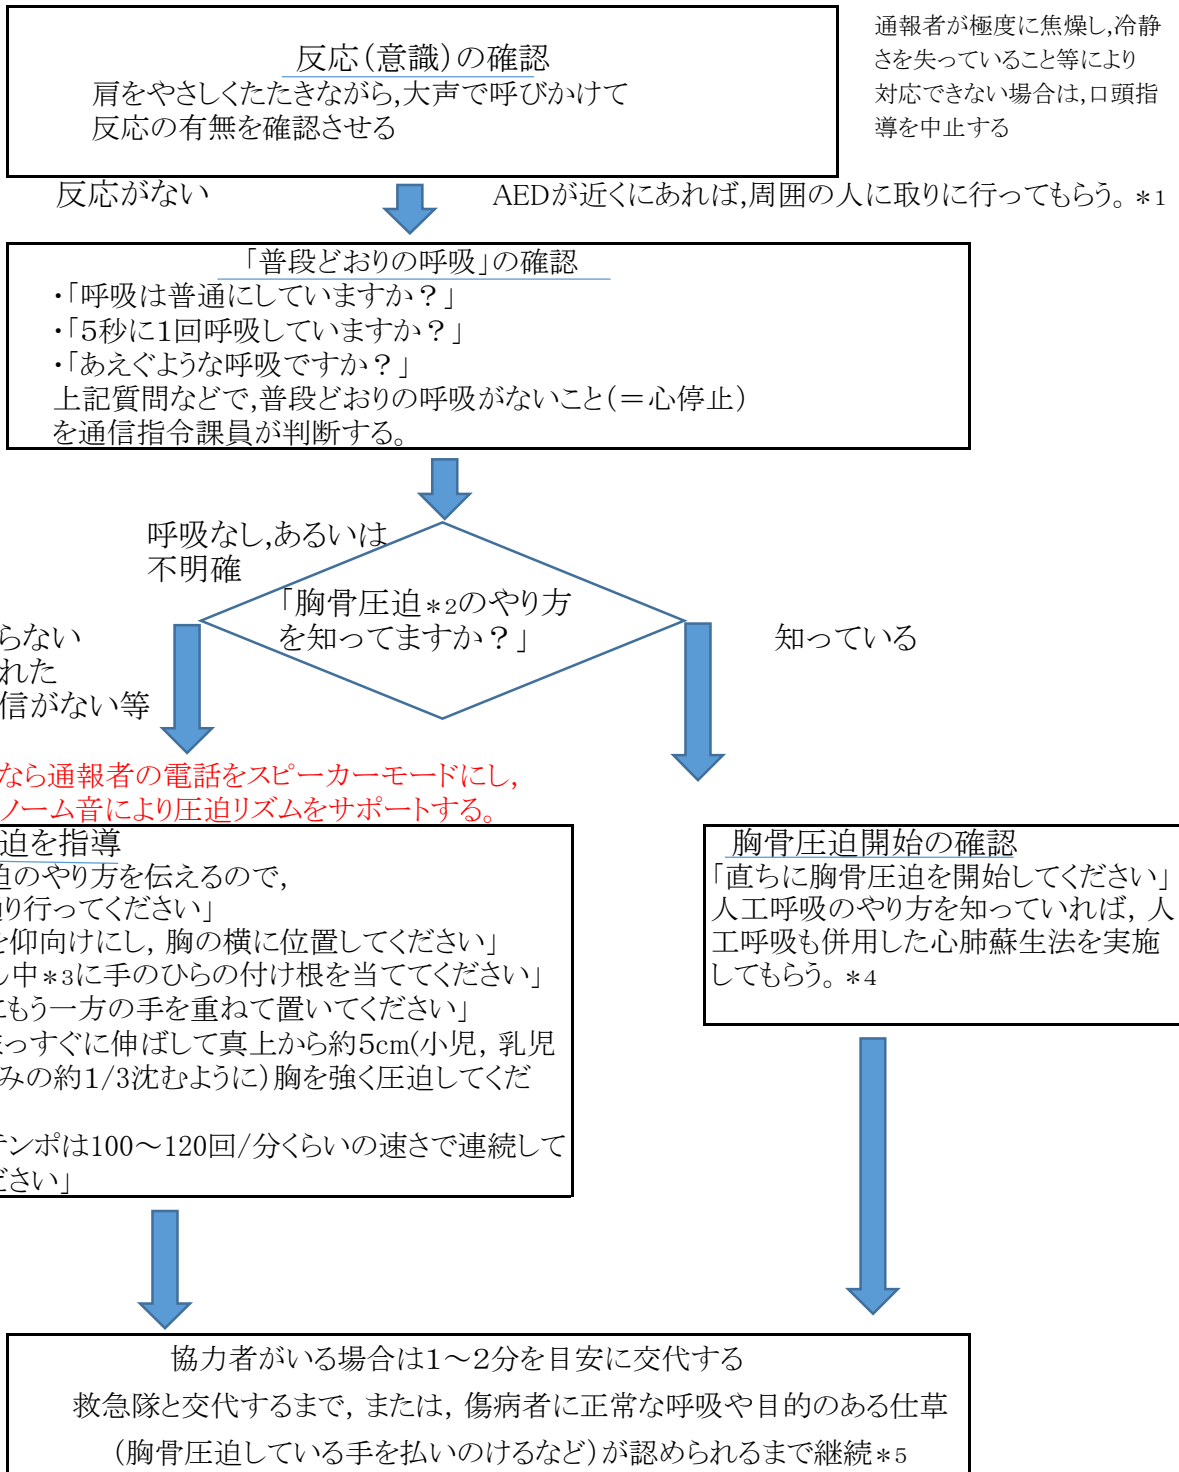 反応(意識)の確認
肩をやさしくたたきながら,大声で呼びかけて
反応の有無を確認させる
通報者が極度に焦燥し,冷静
さを失っていること等により
対応できない場合は,口頭指
導を中止する
反応がない
AEDが近くにあれば,周囲の人に取りに行ってもらう。*1
「普段どおりの呼吸」の確認
・「呼吸は普通にしていますか?」
・「5秒に1回呼吸していますか?」
・「あえぐような呼吸ですか?」
上記質問などで,普段どおりの呼吸がないこと(=心停止)
を通信指令課員が判断する。
呼吸なし,あるいは
不明確
「胸骨圧迫*2のやり方
を知ってますか?」
らない
れた
信がない等
知っている
なら通報者の電話をスピーカーモードにし,
ノーム音により圧迫リズムをサポートする。
迫を指導
迫のやり方を伝えるので,
通り行ってください」
を仰向けにし, 胸の横に位置してください」
ん中*3に手のひらの付け根を当ててください」
にもう一方の手を重ねて置いてください」
まっすぐに伸ばして真上から約5cm(小児, 乳児
みの約1/3沈むように)胸を強く圧迫してくだ
テンポは100~120回/分くらいの速さで連続して
ださい」
胸骨圧迫開始の確認
「直ちに胸骨圧迫を開始してください」
人工呼吸のやり方を知っていれば, 人
工呼吸も併用した心肺蘇生法を実施
してもらう。*4
協力者がいる場合は1~2分を目安に交代する
救急隊と交代するまで, または, 傷病者に正常な呼吸や目的のある仕草
(胸骨圧迫している手を払いのけるなど)が認められるまで継続*5